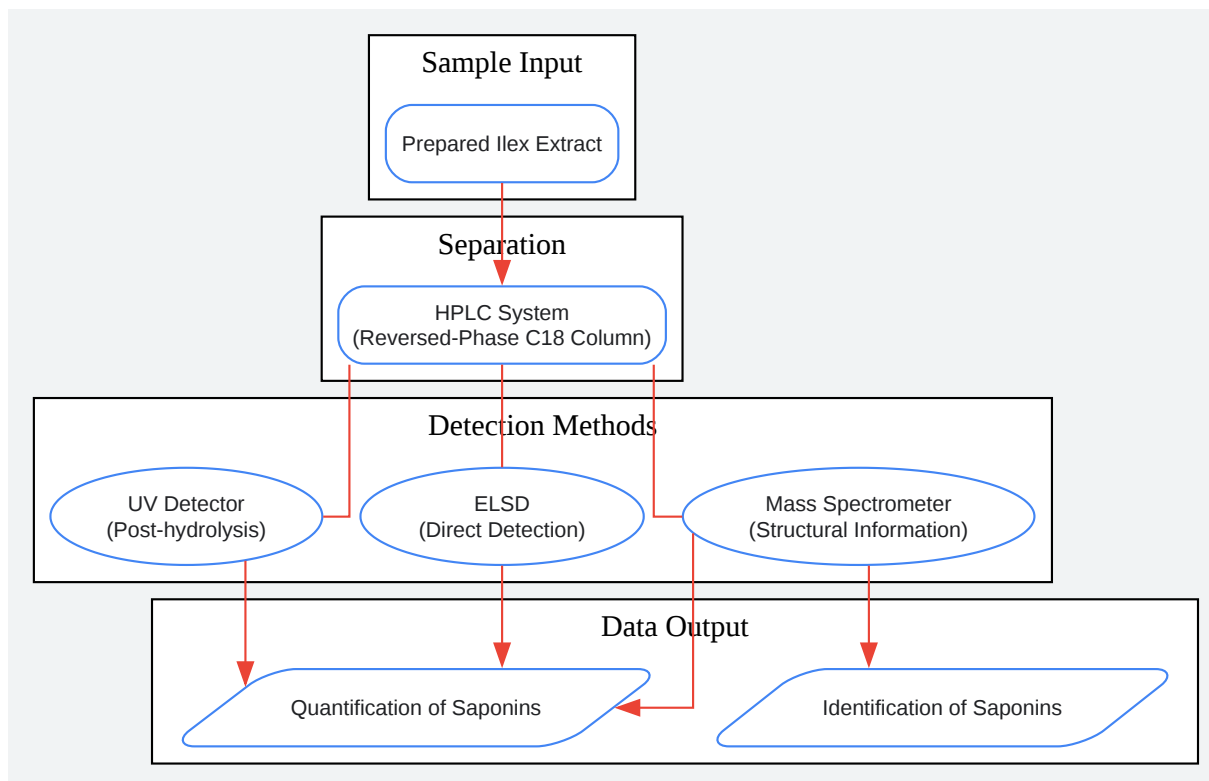 Sample Input
Prepared Ilex Extract
Separation
HPLC System
(Reversed-Phase C18 Column)
Detection Methods
UV Detector
(Post-hydrolysis)
ELSD
(Direct Detection)
Mass Spectrometer
(Structural Information)
Data Output
Quantification of Saponins
Identification of Saponins